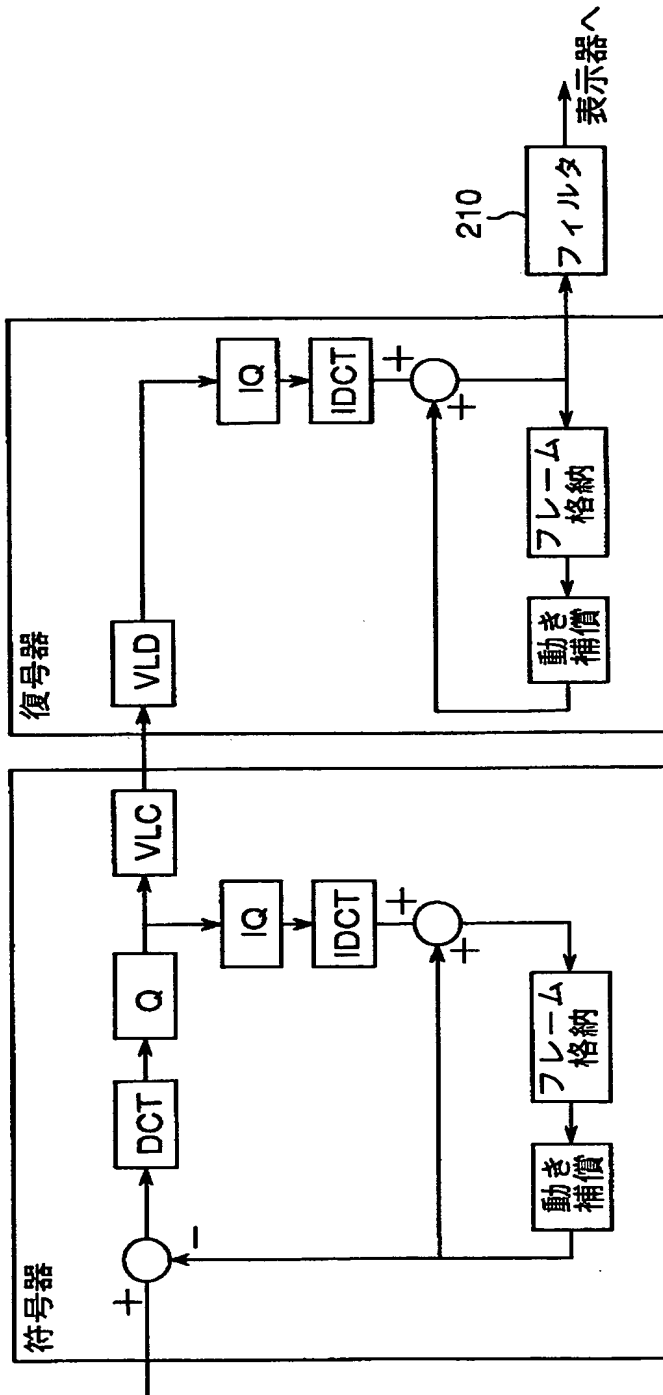 符号器
+
-
DCT
Q
VLC
IQ
IDCT
+
+
フレーム
格納
動き
補償
復号器
VLD
IQ
IDCT
+
+
フレーム
格納
動き
補償
210
フィルタ
表示器へ